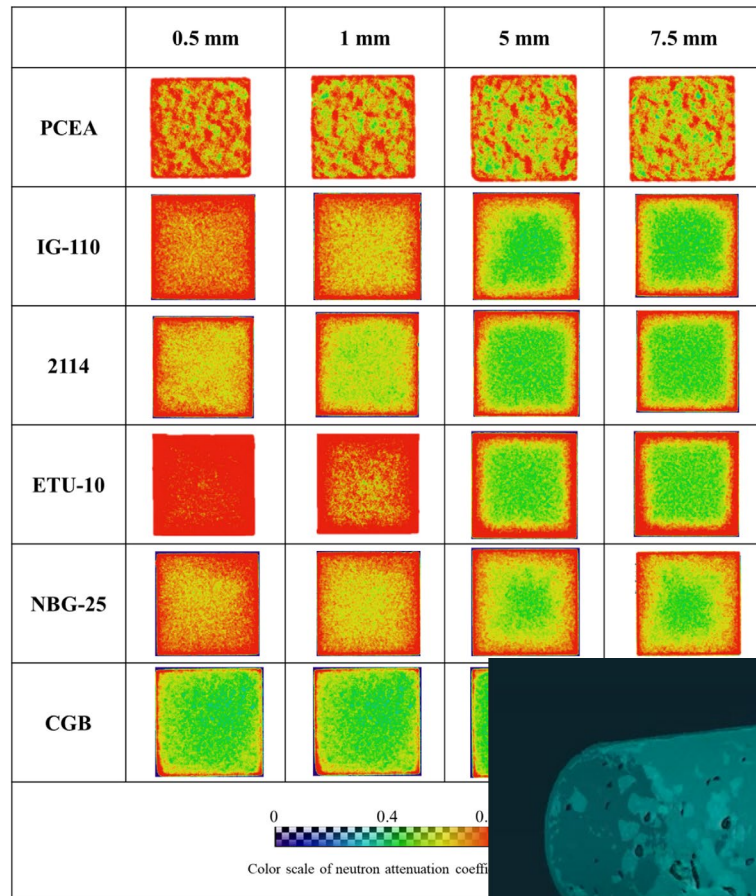 0.5 mm 1 mm 5 mm 7.5 mm
PCEA
IG-110
2114
ETU-10
NBG-25
CGB
0 0.4
Color scale of neutron attenuation